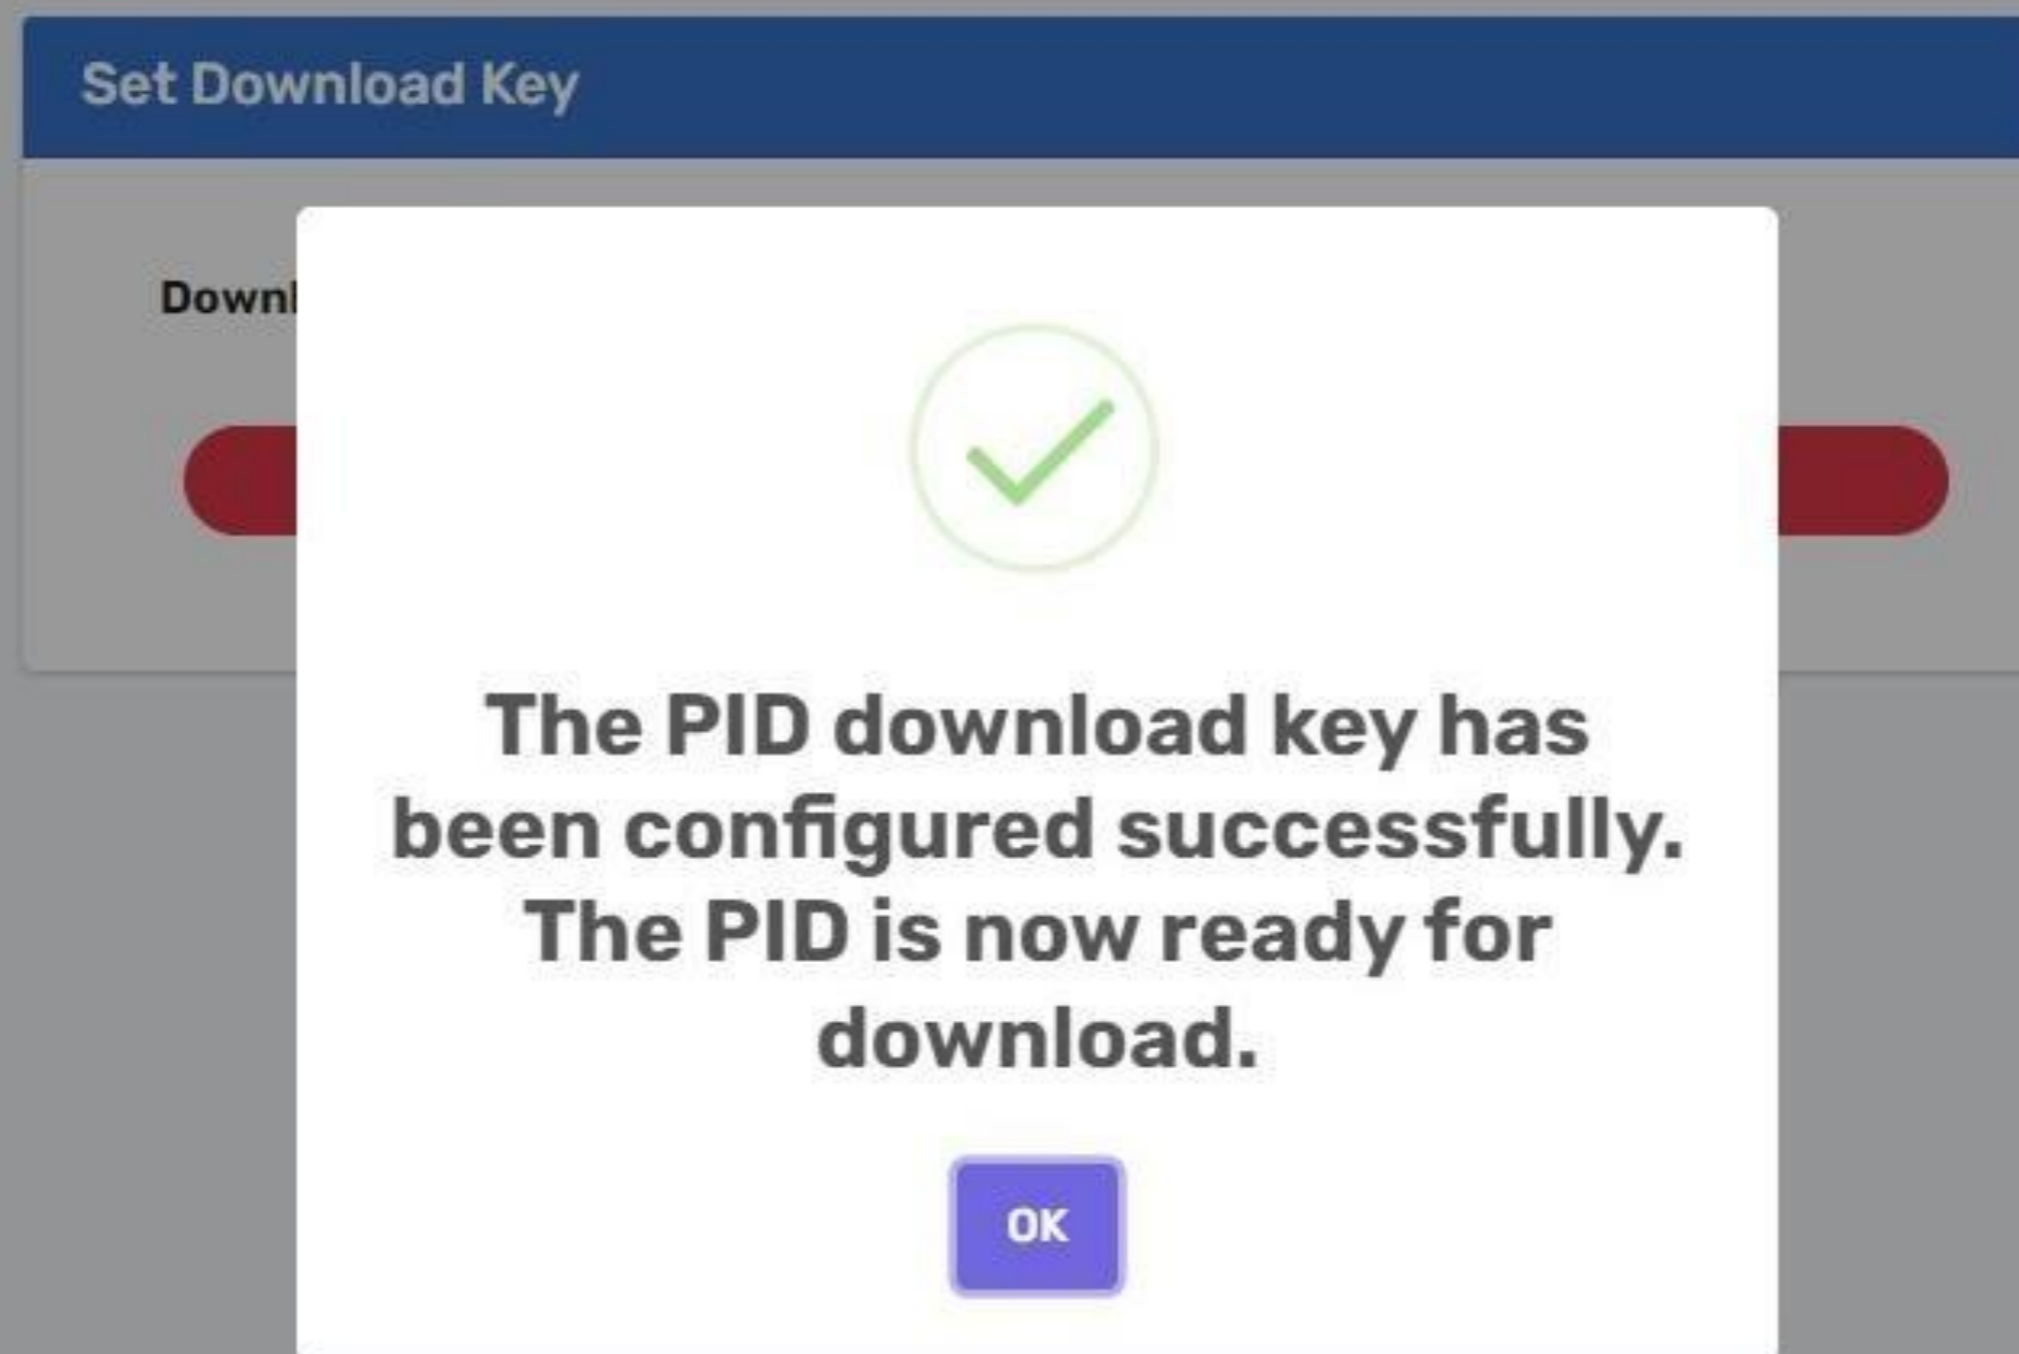 Set Download Key
Downl
The PID download key has
been configured successfully.
The PID is now ready for
download.
OK